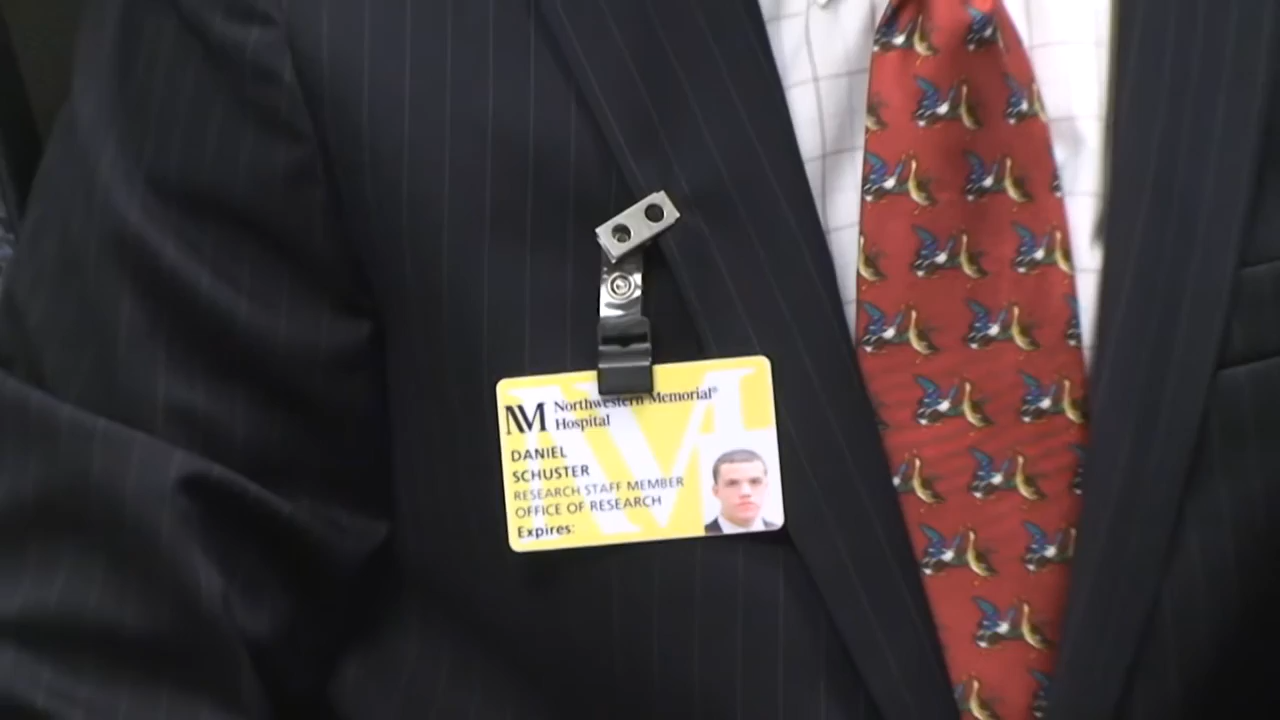 NM Northwestern Memorial®
Hospital
DANIEL
SCHUSTER
RESEARCH STAFF MEMBER
OFFICE OF RESEARCH
Expires: